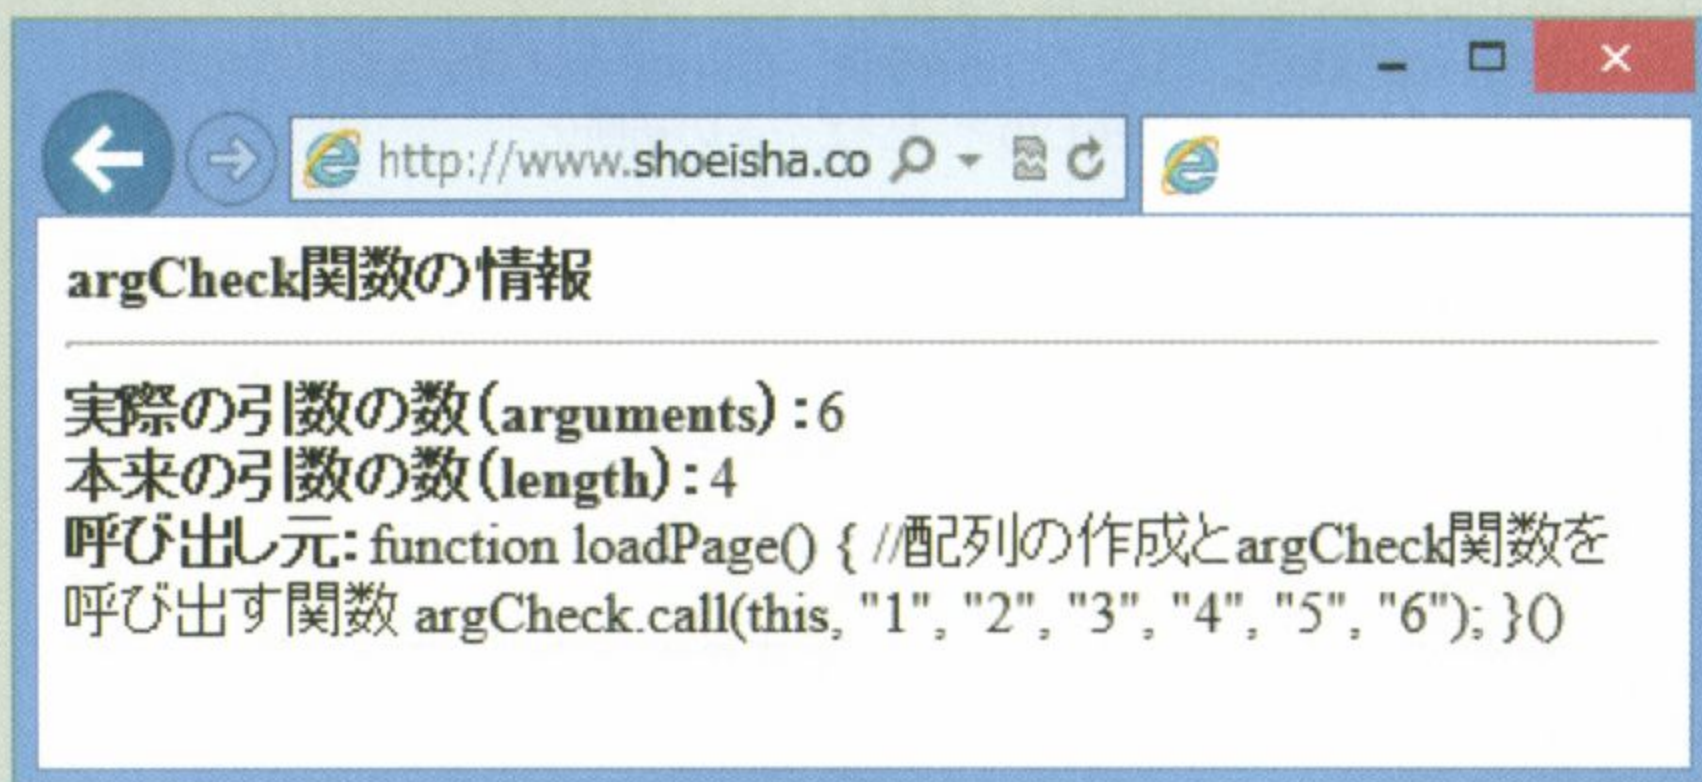 http://www.shoeisha.co
argCheck関数の情報
実際の引数の数(arguments):6
本来の引数の数(length):4
呼び出し元: function loadPage() { //配列の作成とargCheck関数を
呼び出す関数 argCheck.call(this, "1", "2", "3", "4", "5", "6"); }()